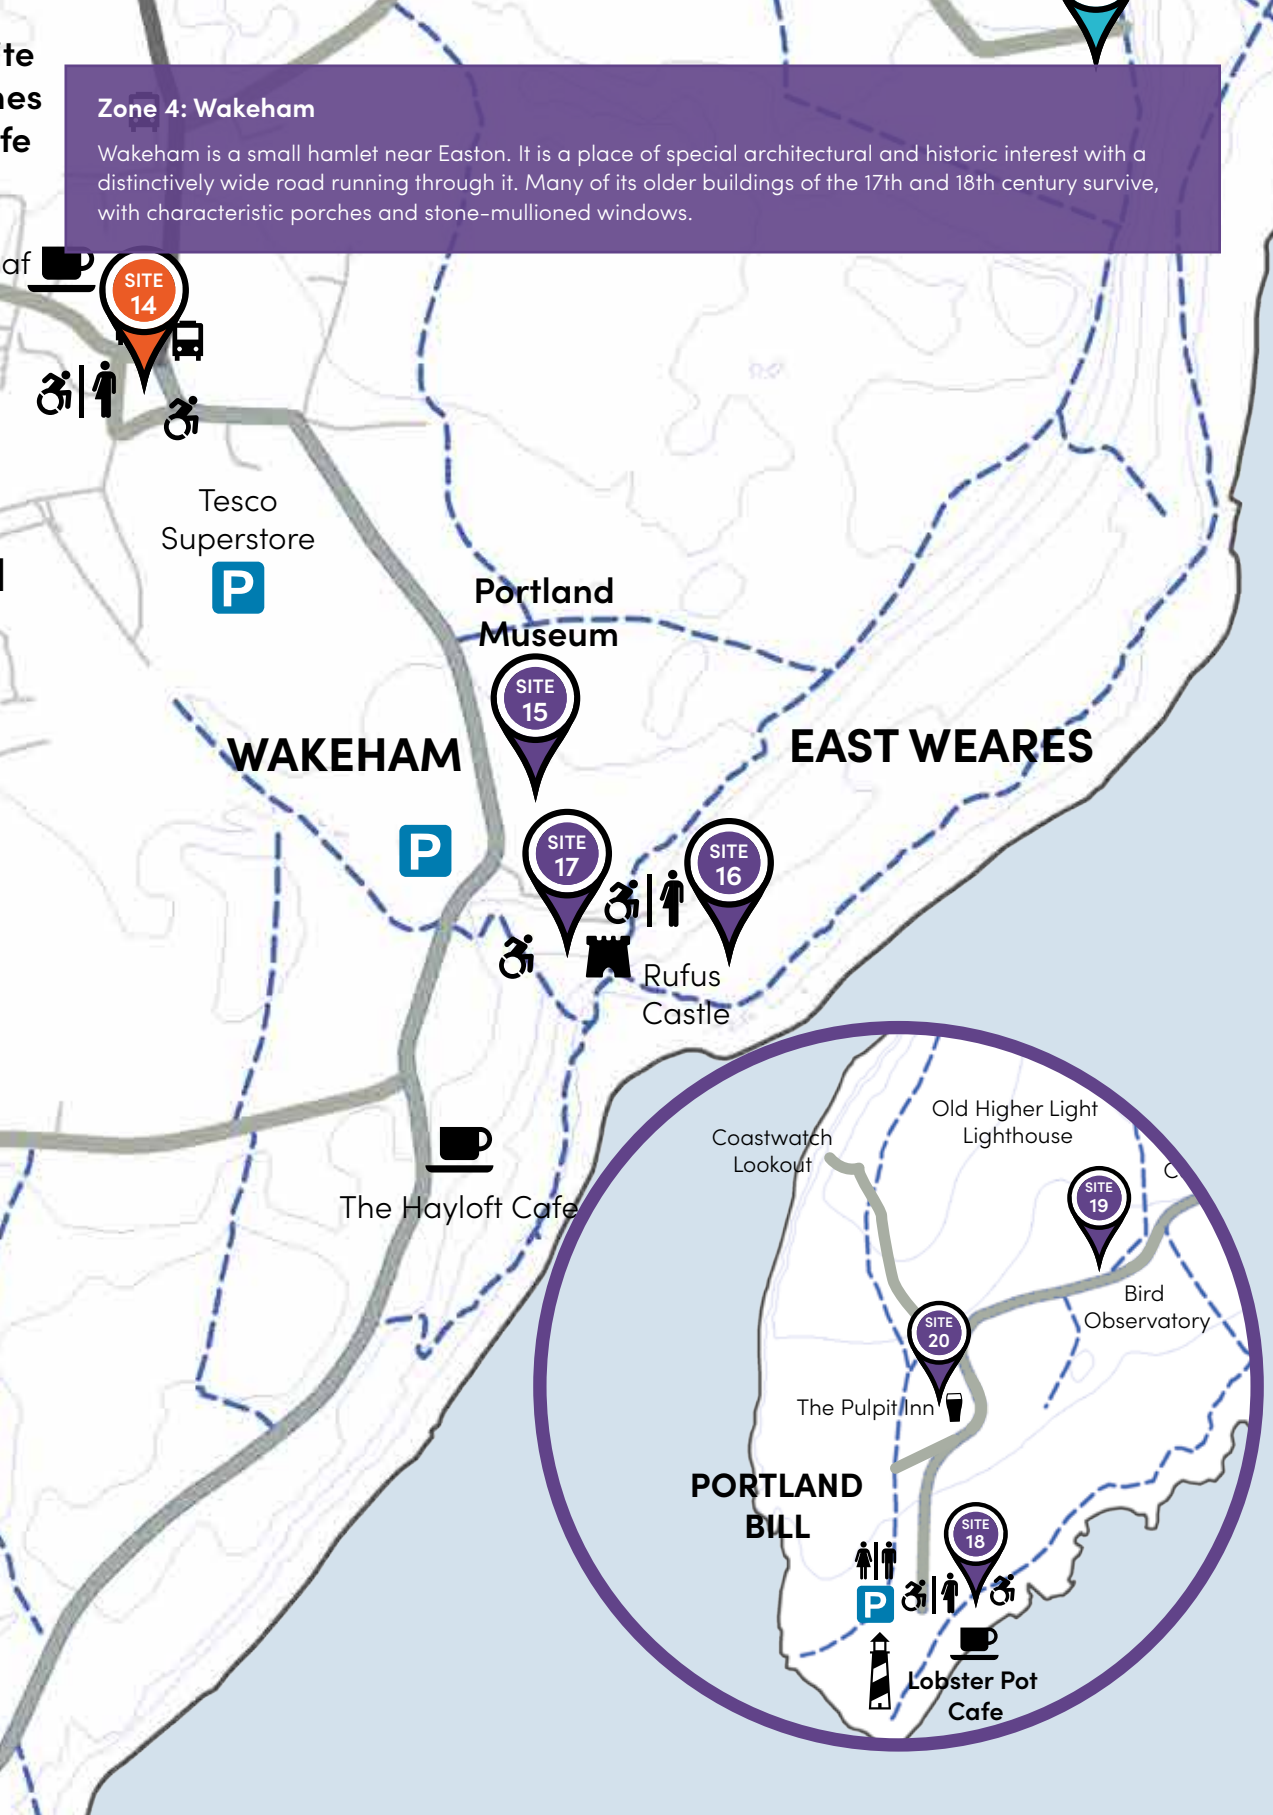 Zone 4: Wakeham
Wakeham is a small hamlet near Easton. It is a place of special architectural and historic interest with a
distinctively wide road running through it. Many of its older buildings of the 17th and 18th century survive,
with characteristic porches and stone-mullioned windows.
SITE
14
Tesco
Superstore
P
Portland
Museum
SITE
15
WAKEHAM
EAST WEARES
P
SITE
17
SITE
16
Rufus
Castle
The Hayloft Cafe
Old Higher Light
Lighthouse
Coastwatch
Lookout
SITE
19
Bird
Observatory
SITE
20
The Pulpit Inn
PORTLAND
BILL
SITE
18
P
Lobster Pot
Cafe